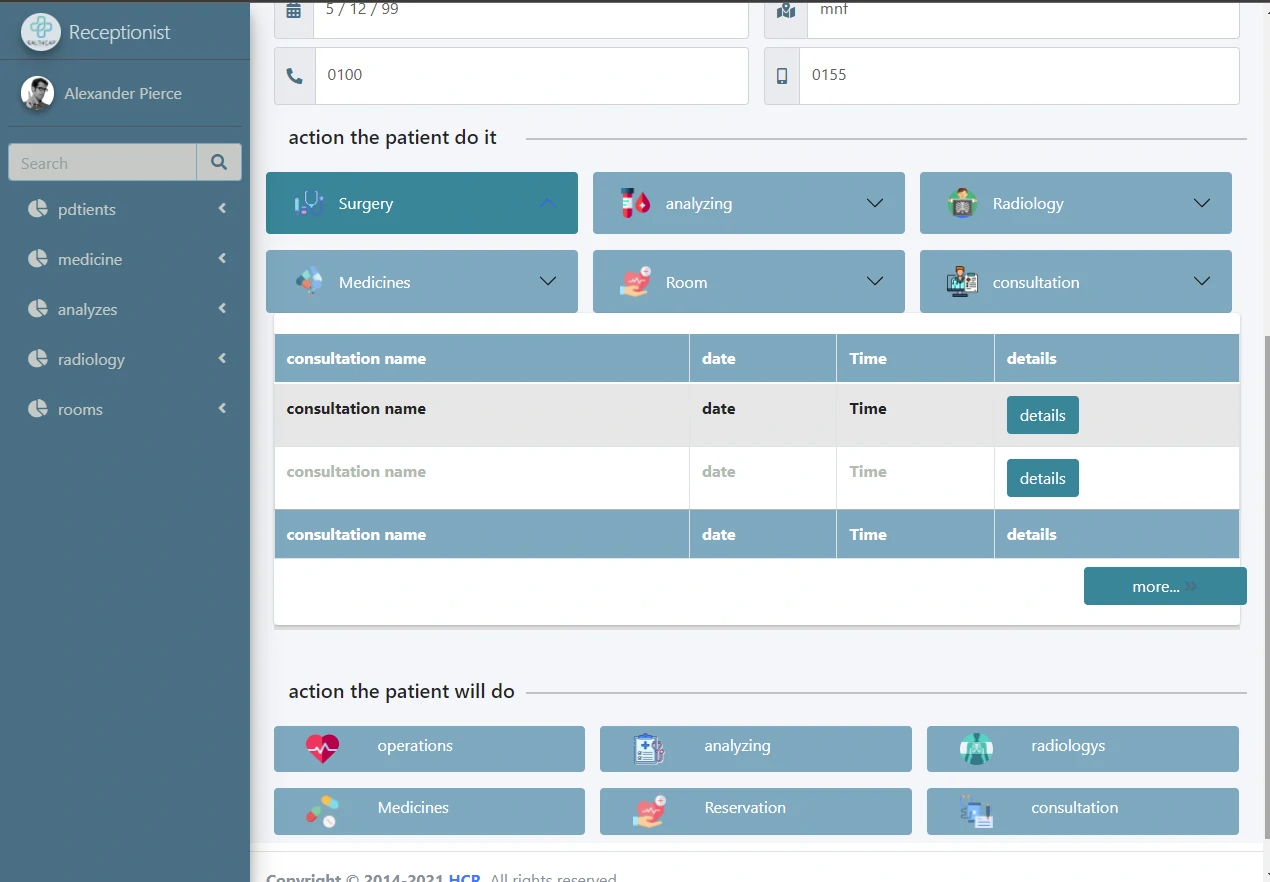 Receptionist
Alexander Pierce
Search
pdtients
medicine
analyzes
radiology
rooms
5 / 12 / 99
mnf
0100
0155
action the patient do it
Surgery
analyzing
Radiology
Medicines
Room
consultation
consultation name date Time details
consultation name date Time details
consultation name date Time details
consultation name date Time details
more... »
action the patient will do
operations
analyzing
radiologys
Medicines
Reservation
consultation
Copyright © 2014-2021 HCR. All rights reserved.